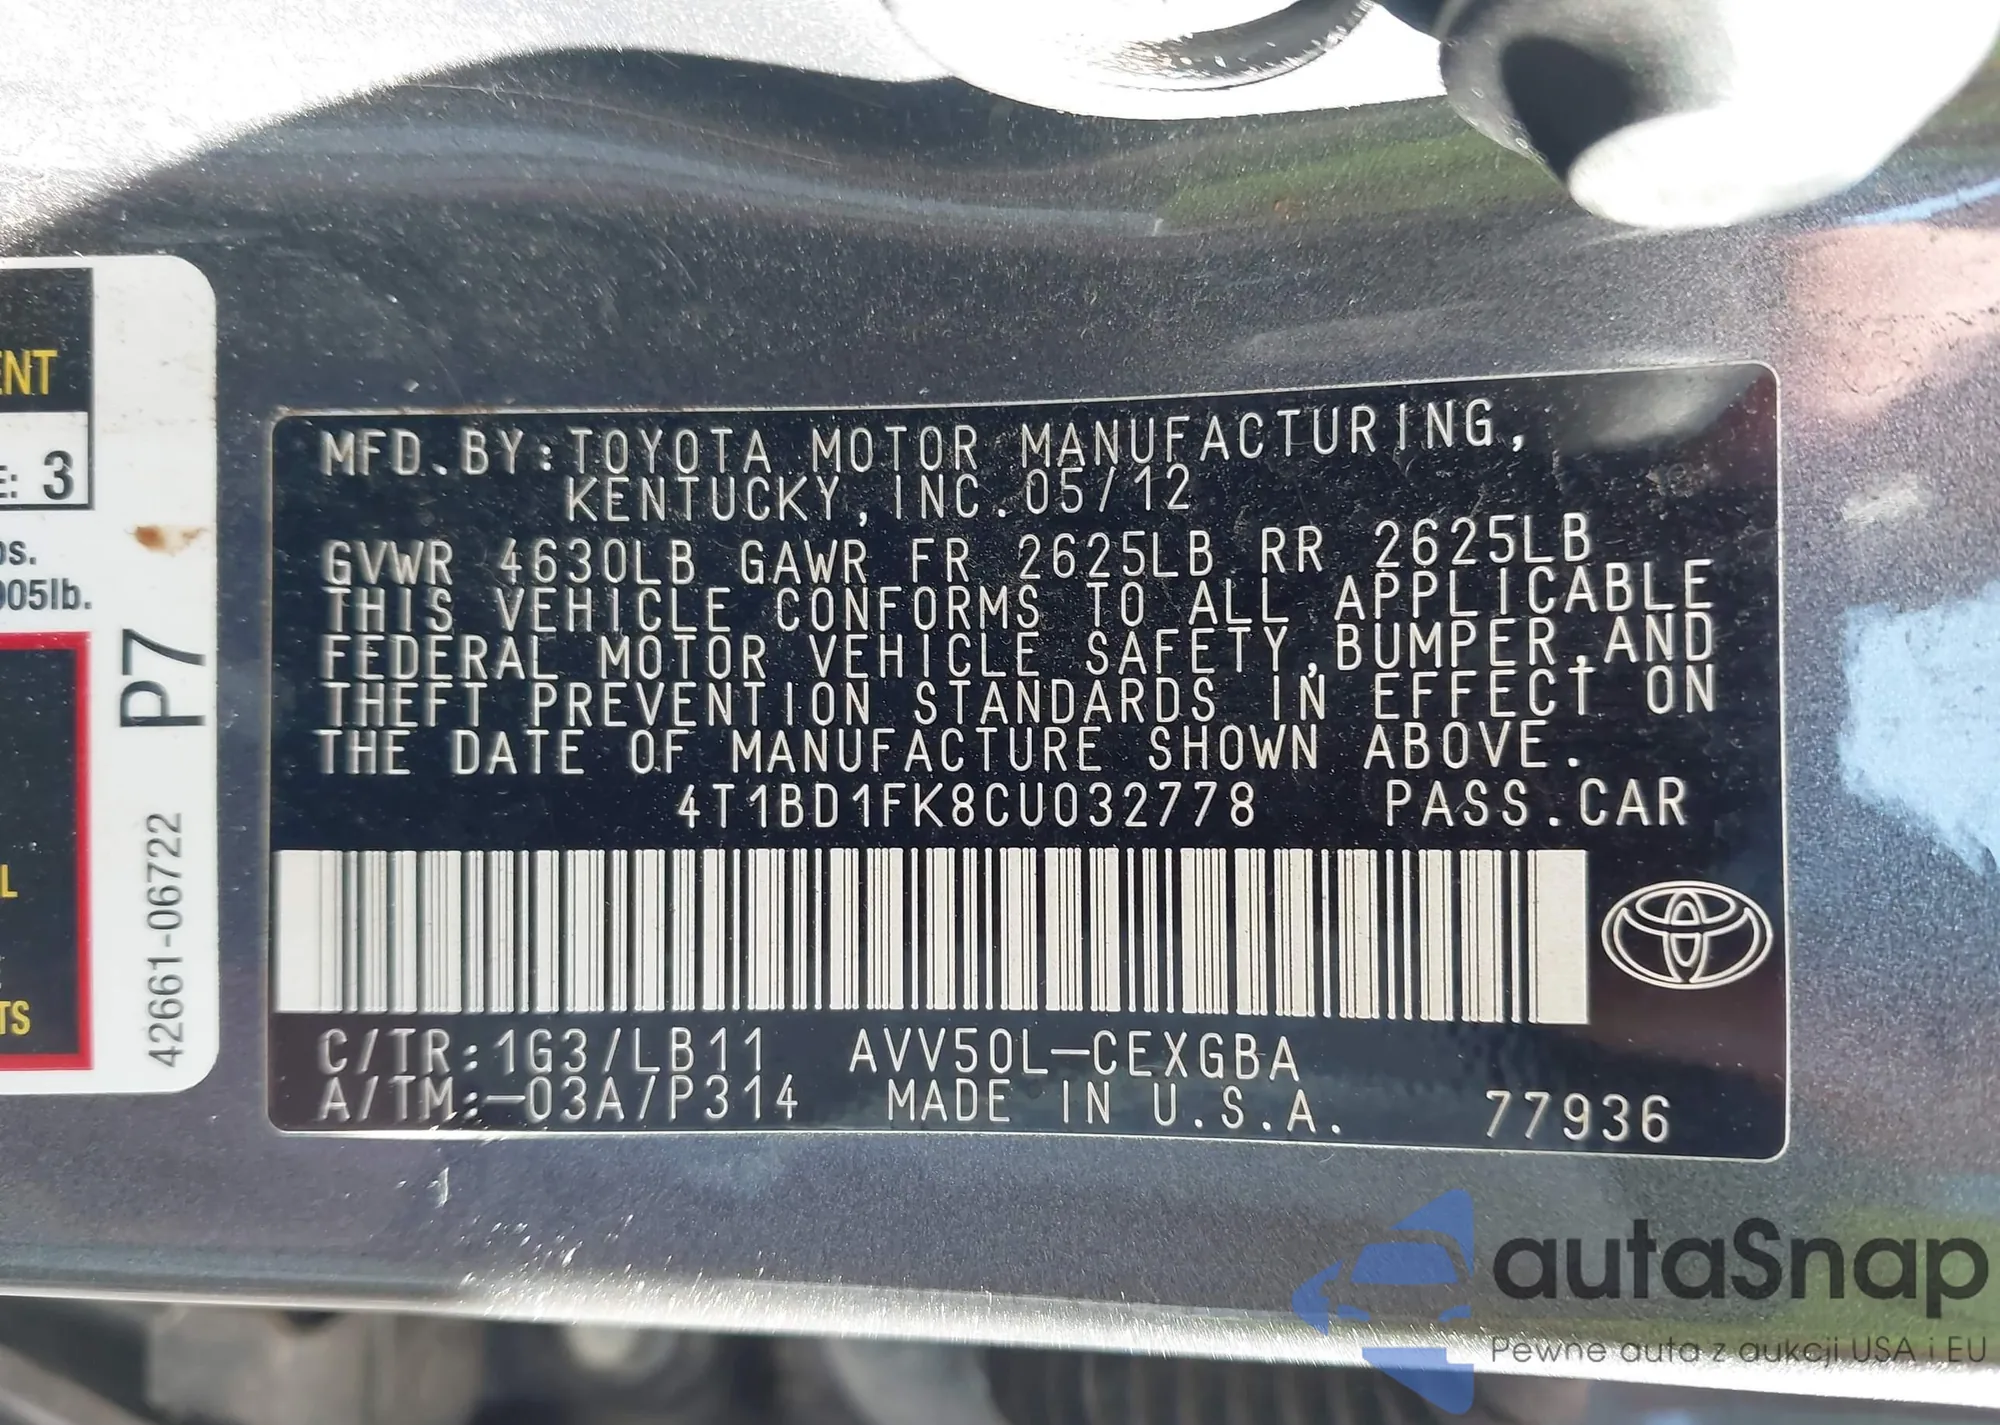 ENT
E: 3
bs.
905lb.
P7
L
TS
42661-06722
MFD.BY:TOYOTA MOTOR MANUFACTURING,
KENTUCKY,INC.05/12
GVWR 4630LB GAWR FR 2625LB RR 2625LB
THIS VEHICLE CONFORMS TO ALL APPLICABLE
FEDERAL MOTOR VEHICLE SAFETY,BUMPER,AND
THEFT PREVENTION STANDARDS IN EFFECT ON
THE DATE OF MANUFACTURE SHOWN ABOVE.
4T1BD1FK8CU032778 PASS.CAR
C/TR:1G3/LB11 AVV50L-CEXGBA
A/TM:-03A/P314 MADE IN U.S.A. 77936
autaSnap
Pewne auta z aukcji USA i EU